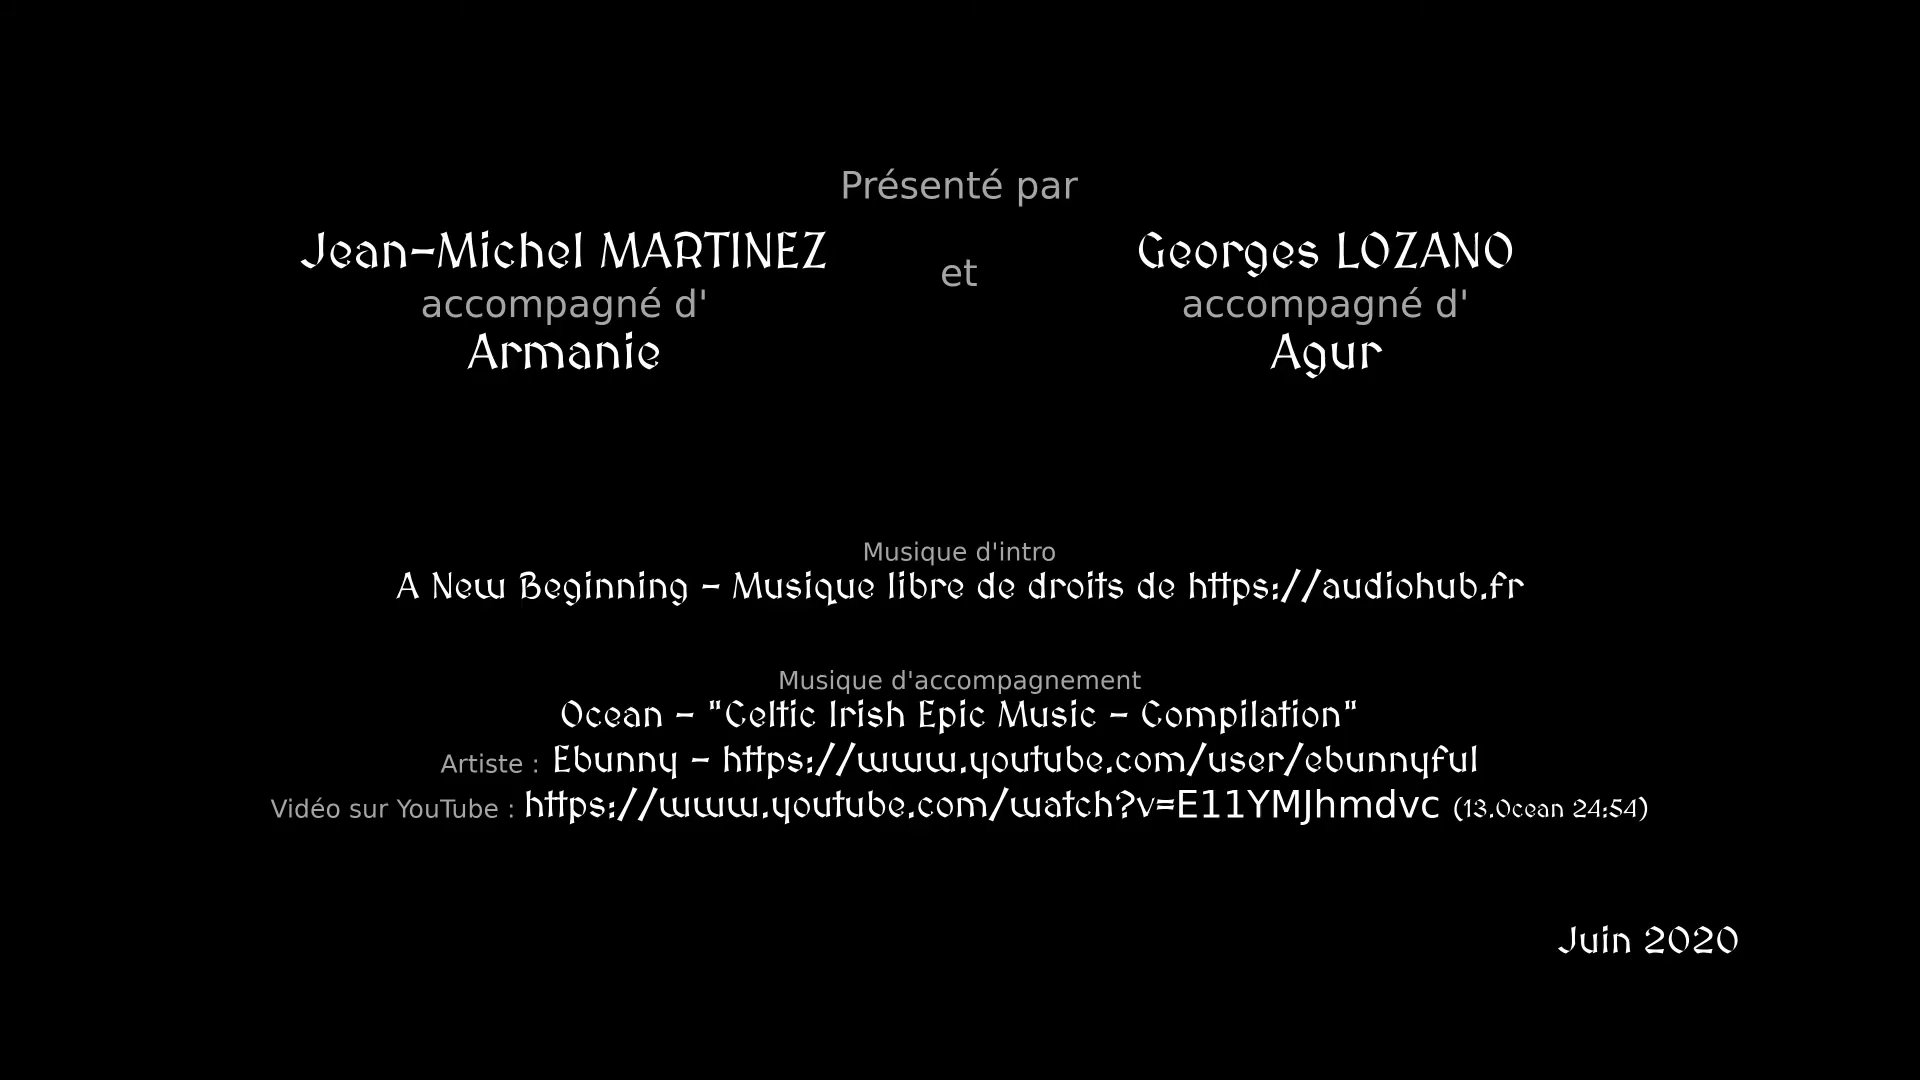 Présenté par
Jean-Michel MARTINEZ
et
Georges LOZANO
accompagné d'
accompagné d'
Armanie
Agur
Musique d'intro
A New Beginning - Musique libre de droits de https://audiohub.fr
Musique d'accompagnement
Ocean - "Celtic Irish Epic Music - Compilation"
Artiste : Ebunny - https://www.youtube.com/user/ebunnyful
Vidéo sur YouTube : https://www.youtube.com/watch?v=E11YMJhmdvc (13.Ocean 24:54)
Juin 2020